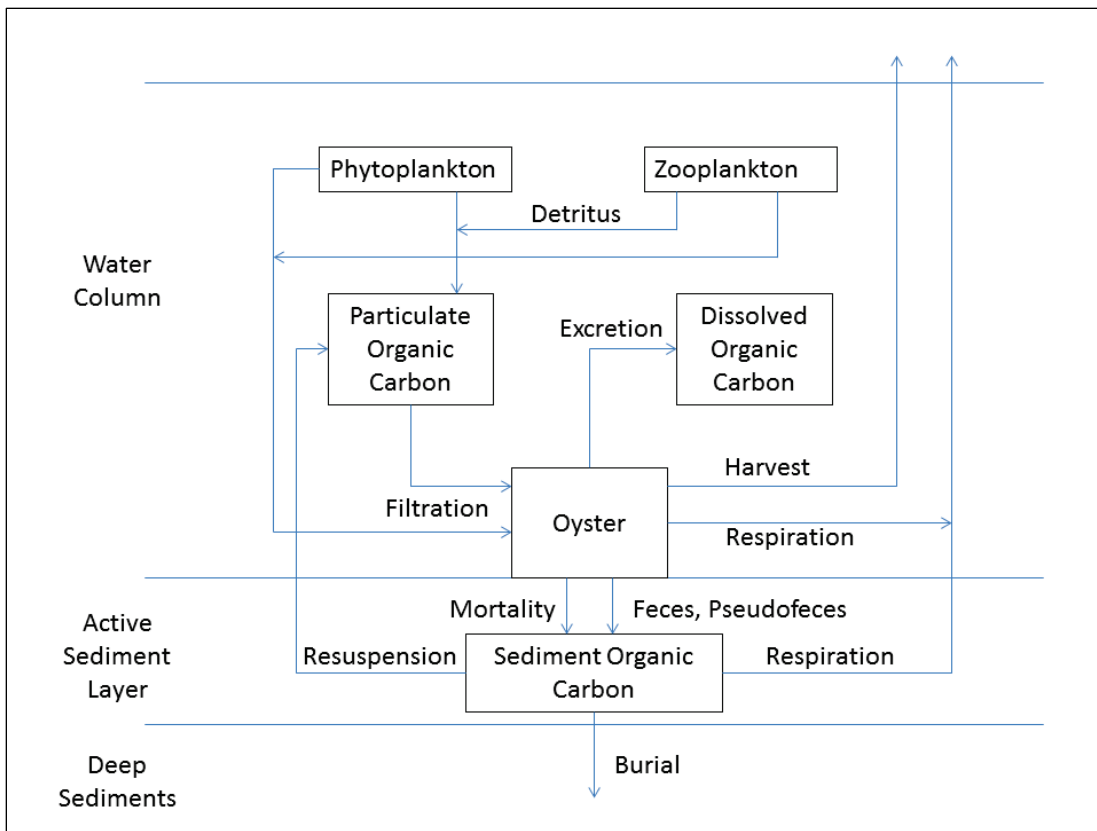 Phytoplankton
Zooplankton
Detritus
Water
Column
Particulate
Organic
Carbon
Excretion
Dissolved
Organic
Carbon
Harvest
Filtration
Oyster
Respiration
Mortality
Feces, Pseudofeces
Active
Sediment
Layer
Resuspension
Sediment Organic
Carbon
Respiration
Deep
Sediments
Burial